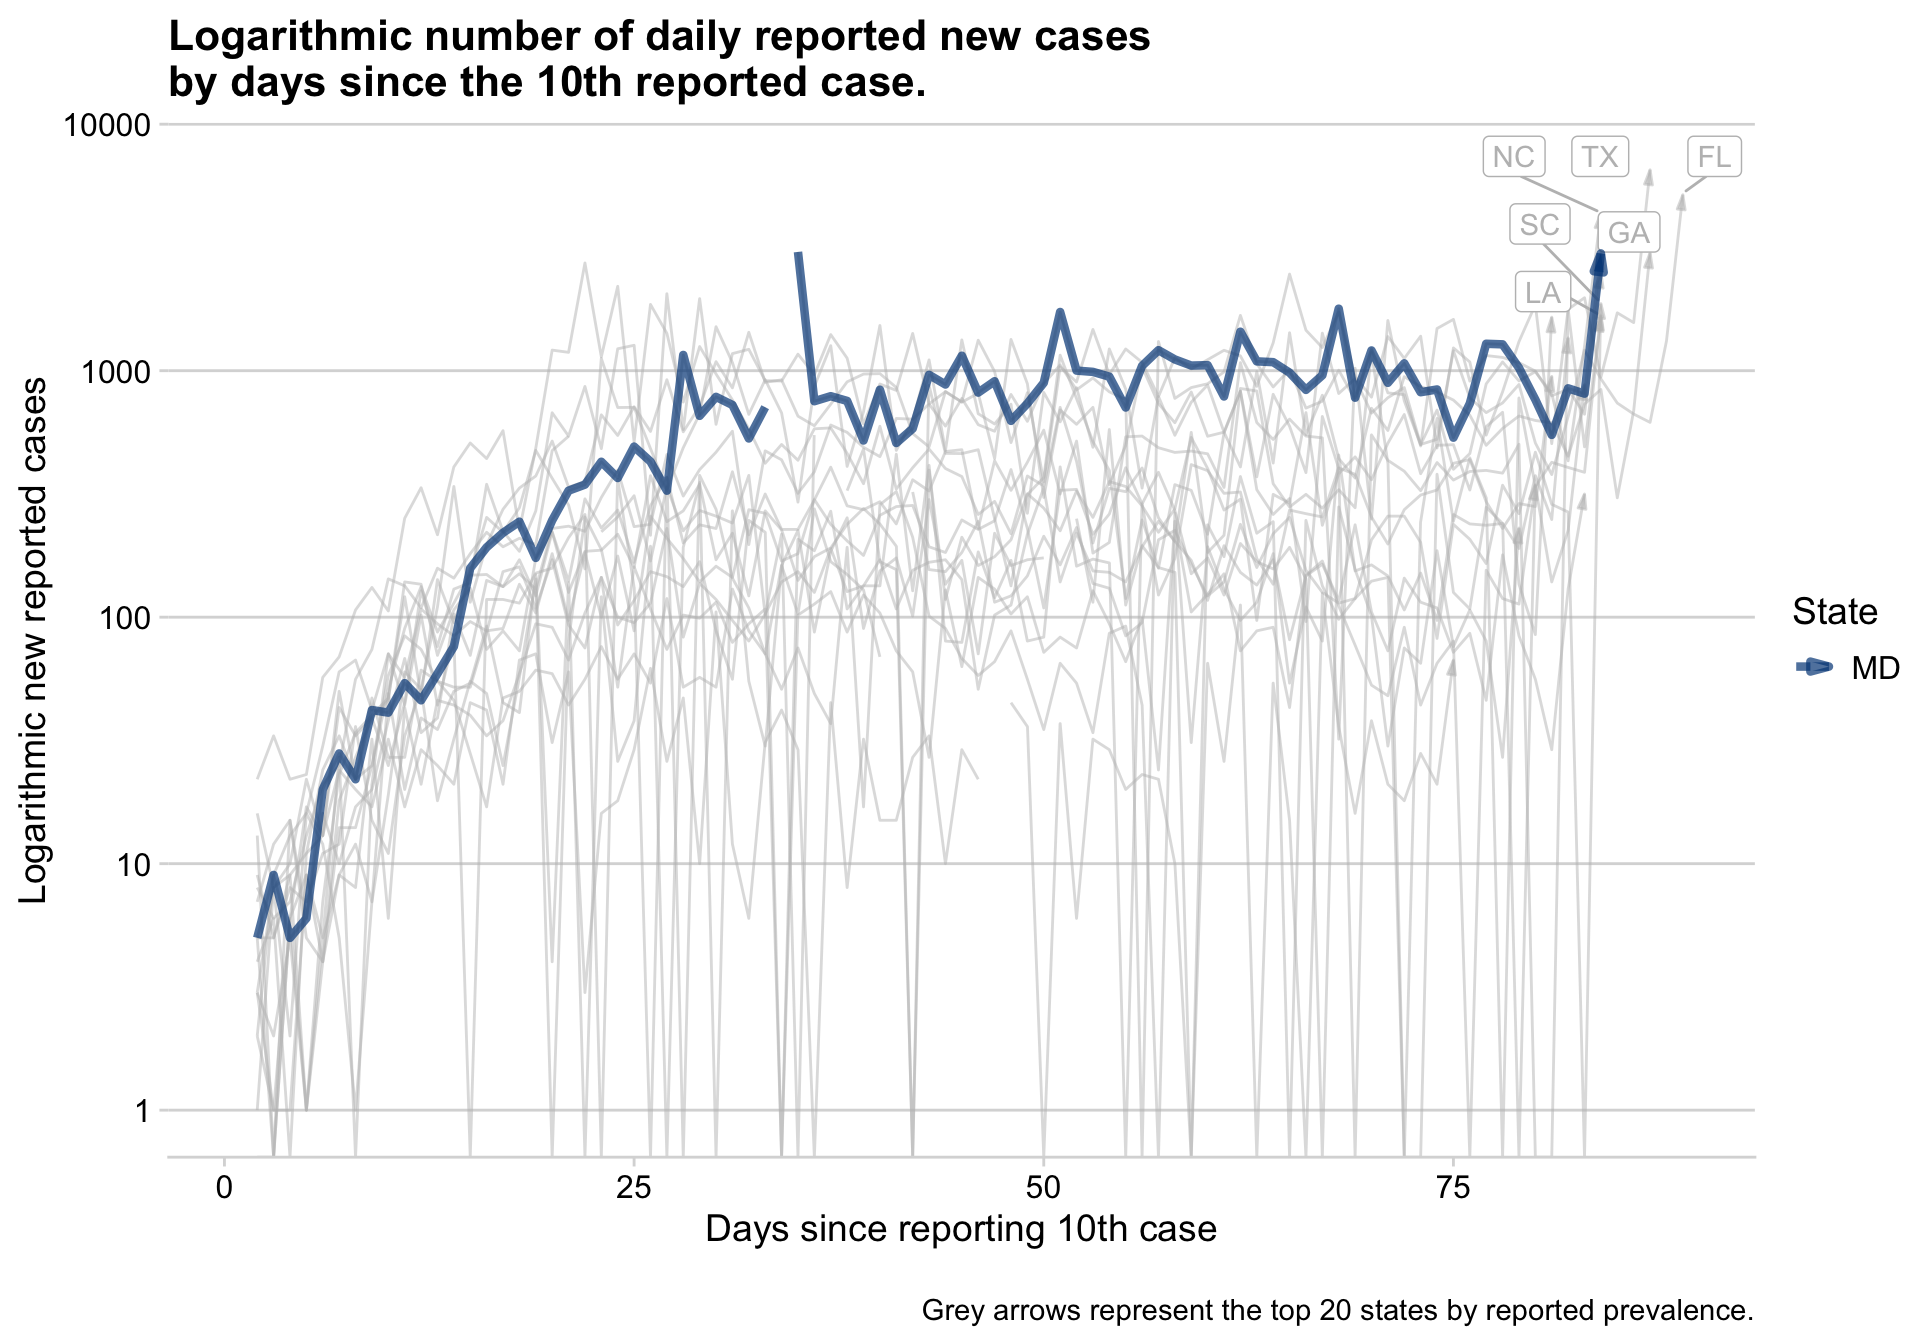 Logarithmic number of daily reported new cases
by days since the 10th reported case.
10000
1000
100
10
1
Logarithmic new reported cases
NC
TX
FL
SC
GA
LA
State
MD
0
25
50
75
Days since reporting 10th case
Grey arrows represent the top 20 states by reported prevalence.